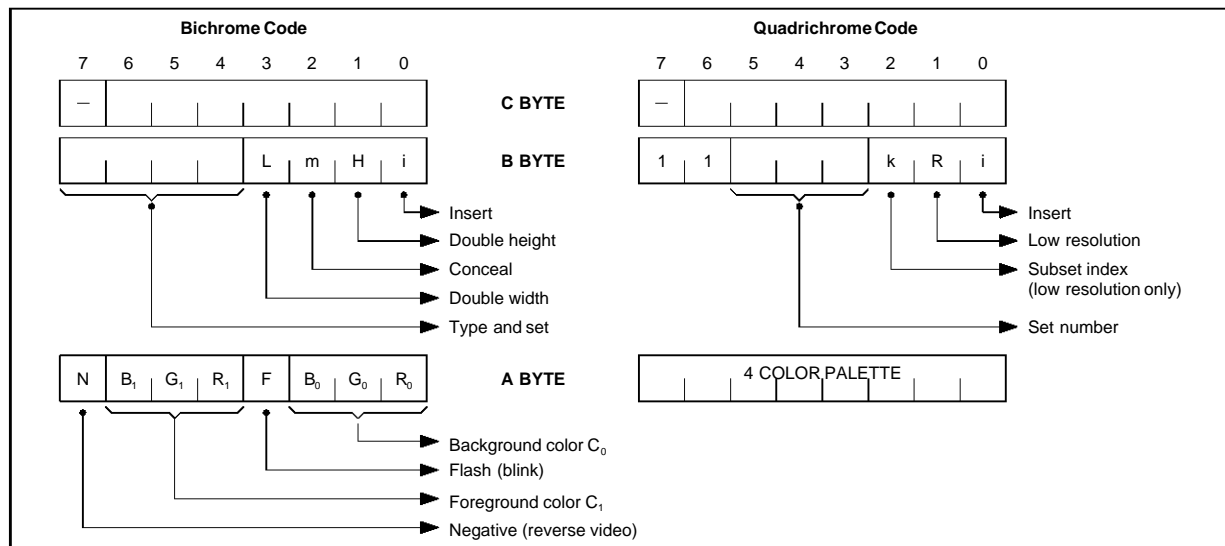 Bichrome Code Quadrichrome Code
7 6 5 4 3 2 1 0 7 6 5 4 3 2 1 0
– C BYTE –
L m H i B BYTE 1 1 k R i
Insert Insert
Double height Low resolution
Conceal Subset index
(low resolution only)
Double width
Type and set Set number
N B₁ G₁ R₁ F B₀ G₀ R₀ A BYTE 4 COLOR PALETTE
Background color C₀
Flash (blink)
Foreground color C₁
Negative (reverse video)